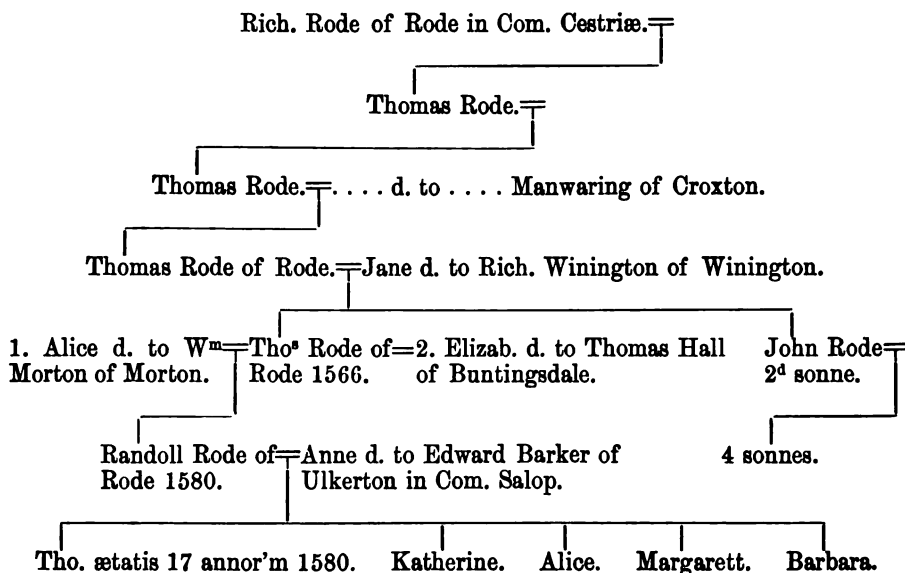 Rich. Rode of Rode in Com. Cestriæ.
Thomas Rode.
Thomas Rode. . . . . d. to . . . . Manwaring of Croxton.
Thomas Rode of Rode. Jane d. to Rich. Winington of Winington.
1. Alice d. to Wᵐ
Morton of Morton.
Thoˢ Rode of
Rode 1566.
2. Elizab. d. to Thomas Hall
of Buntingsdale.
John Rode
2ᵈ sonne.
Randoll Rode of
Rode 1580.
Anne d. to Edward Barker of
Ulkerton in Com. Salop.
4 sonnes.
Tho. ætatis 17 annor'm 1580. Katherine. Alice. Margarett. Barbara.